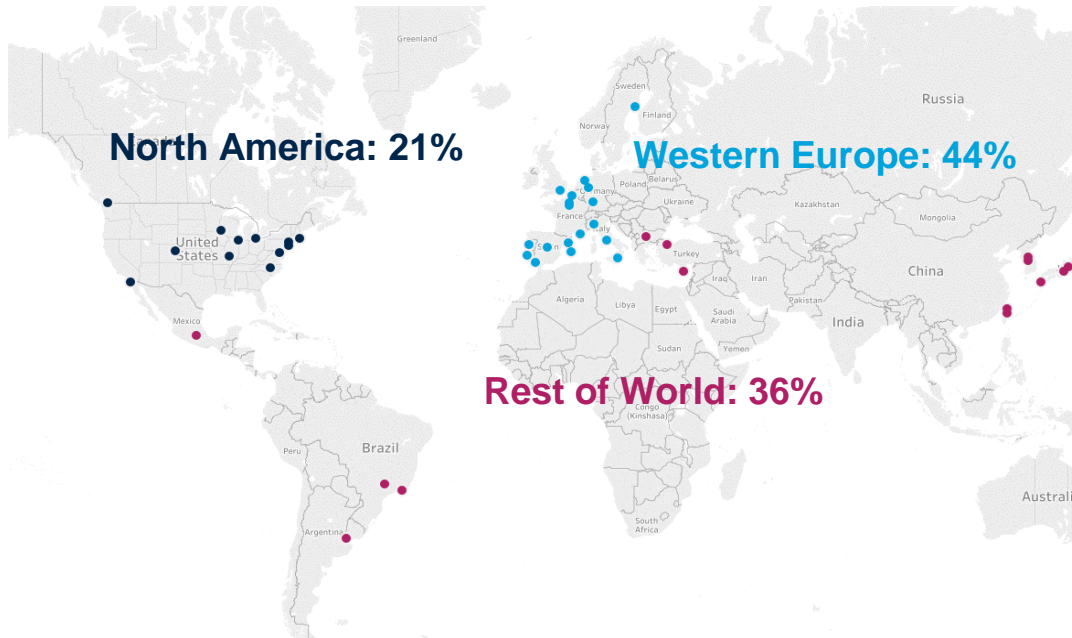 Greenland
Sweden
Russia
Finland
Norway
North America: 21%
Western Europe: 44%
Poland
Belarus
Ukraine
Kazakhstan
France
Mongolia
Italy
United
States
Spain
Turkey
China
Algeria
Libya
Egypt
Iraq
Iran
Pakistan
Saudi
Arabia
India
Mexico
Sudan
Yemen
Rest of World: 36%
Congo
(Kinshasa)
Brazil
Peru
South
Africa
Argentina
Australi